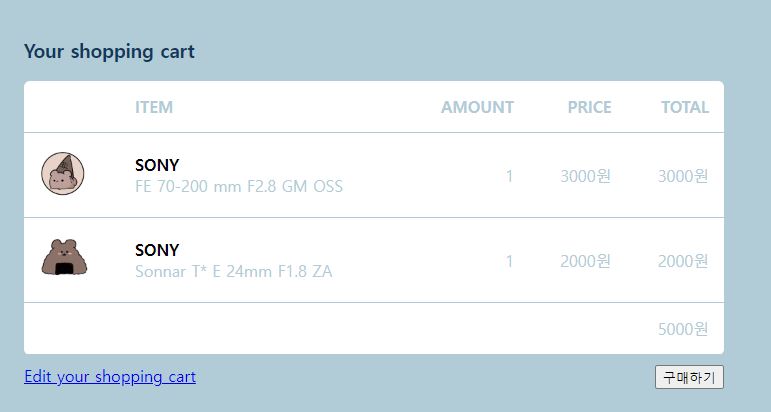 Your shopping cart
ITEM AMOUNT PRICE TOTAL
SONY
FE 70-200 mm F2.8 GM OSS 1 3000원 3000원
SONY
Sonnar T* E 24mm F1.8 ZA 1 2000원 2000원
5000원
Edit your shopping cart 구매하기